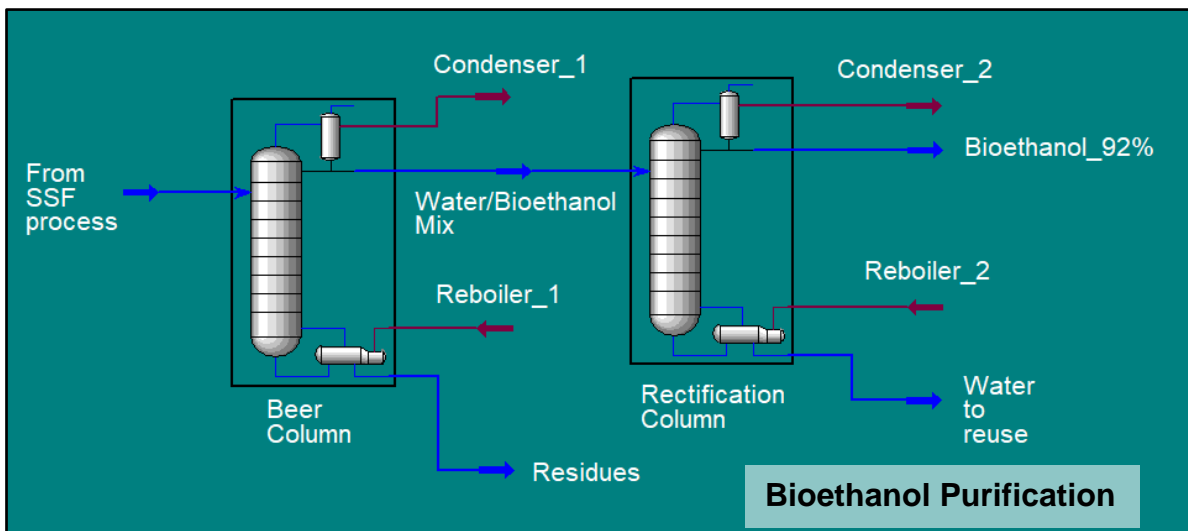 Condenser_1
Condenser_2
From
SSF
process
Bioethanol_92%
Water/Bioethanol
Mix
Reboiler_1
Reboiler_2
Beer
Column
Rectification
Column
Water
to
reuse
Residues
Bioethanol Purification